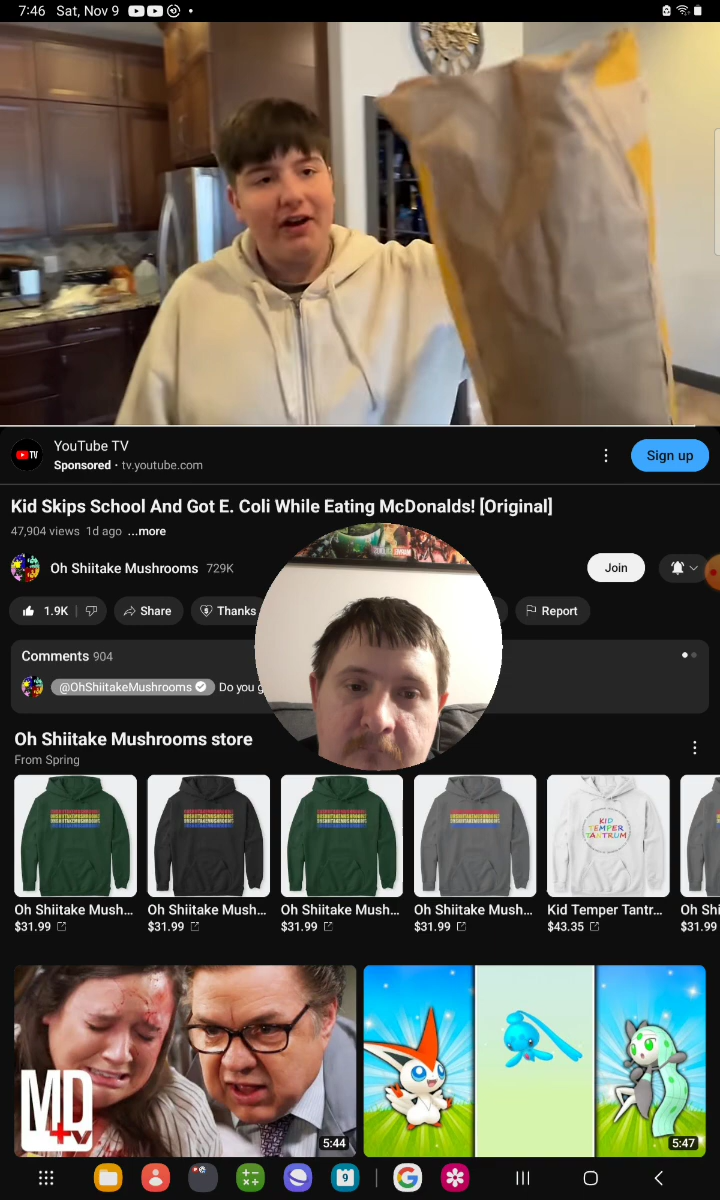 7:46 Sat, Nov 9
TV
YouTube TV
Sponsored · tv.youtube.com
Sign up
Kid Skips School And Got E. Coli While Eating McDonalds! [Original]
47,904 views 1d ago ...more
Oh Shiitake Mushrooms 729K
Join
1.9K
Share
Thanks
Report
Comments 904
@OhShiitakeMushrooms Do you g
Oh Shiitake Mushrooms store
From Spring
KID
TEMPER
TANTRUM
Oh Shiitake Mush...
$31.99
Oh Shiitake Mush...
$31.99
Oh Shiitake Mush...
$31.99
Oh Shiitake Mush...
$31.99
Kid Temper Tantr...
$43.35
Oh Shi
$31.99
MD
TV
5:44
5:47
9
G